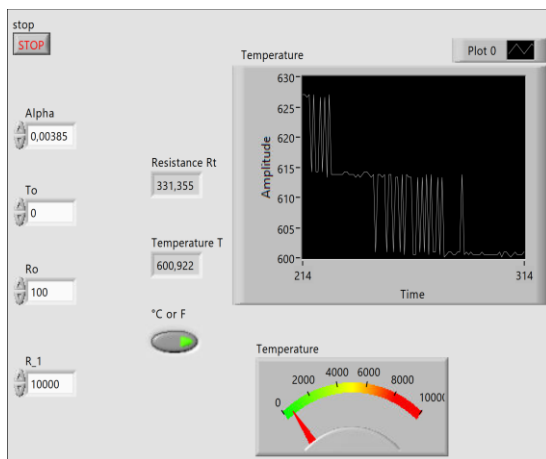 stop
STOP
Temperature
Plot 0
Alpha
0,00385
To
0
Ro
100
R_1
10000
Resistance Rt
331,355
Temperature T
600,922
°C or F
Amplitude
630
625
620
615
610
605
600
214
314
Time
Temperature
0
2000
4000
6000
8000
1000